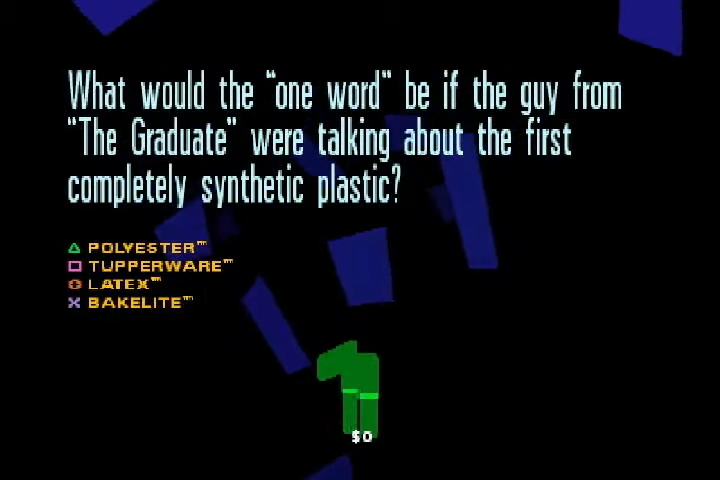 What would the “one word” be if the guy from
“The Graduate” were talking about the first
completely synthetic plastic?
POLYESTER™
TUPPERWARE™
LATEX™
BAKELITE™
1
$0